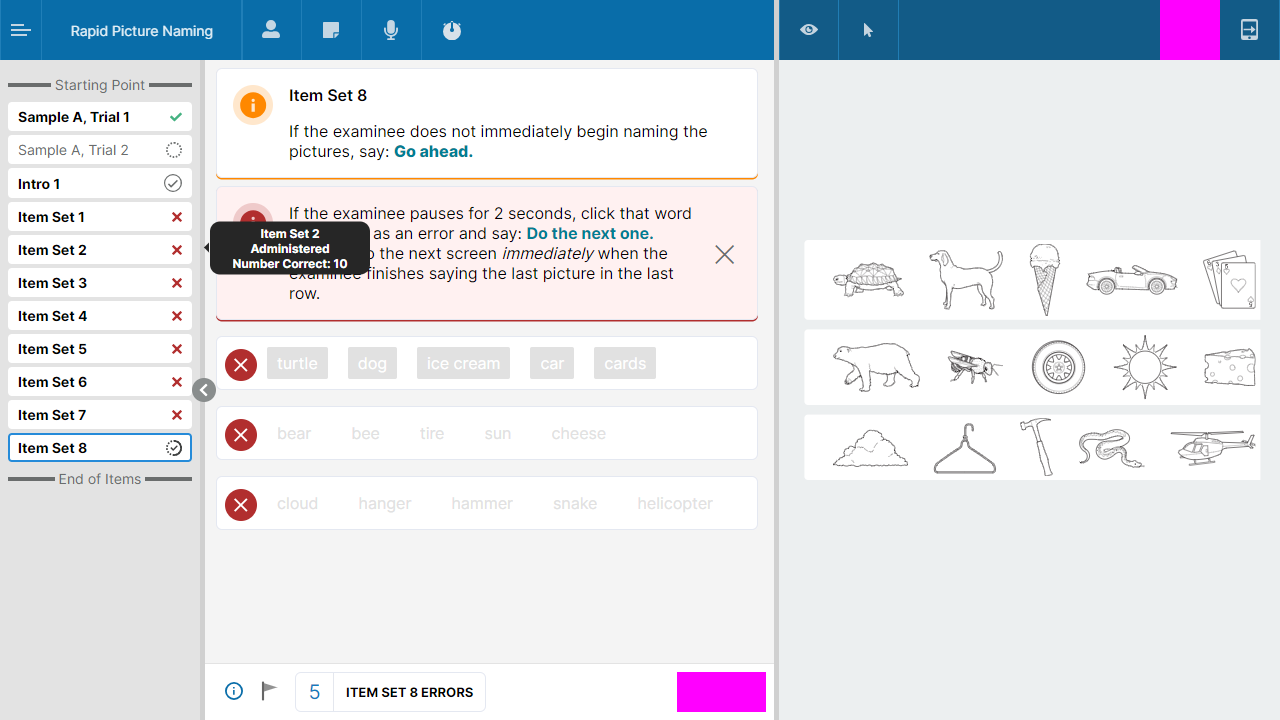 Rapid Picture Naming
Starting Point
Sample A, Trial 1
Sample A, Trial 2
Intro 1
Item Set 1
Item Set 2
Item Set 3
Item Set 4
Item Set 5
Item Set 6
Item Set 7
Item Set 8
End of Items
Item Set 2
Administered
Number Correct: 10
Item Set 8
If the examinee does not immediately begin naming the
pictures, say: Go ahead.
If the examinee pauses for 2 seconds, click that word
as an error and say: Do the next one.
o the next screen immediately when the
examinee finishes saying the last picture in the last
row.
turtle dog ice cream car cards
bear bee tire sun cheese
cloud hanger hammer snake helicopter
5 ITEM SET 8 ERRORS